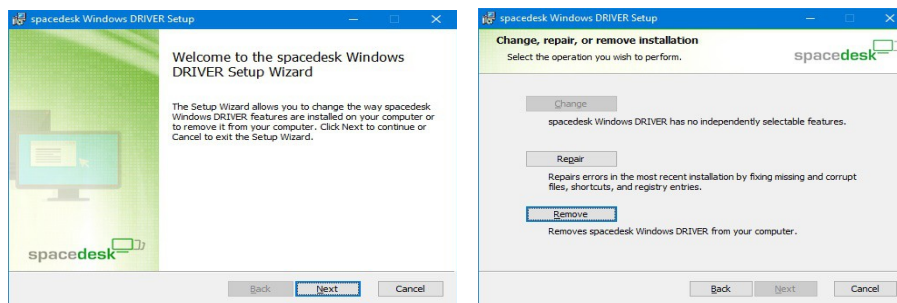 spacedesk Windows DRIVER Setup
Welcome to the spacedesk Windows
DRIVER Setup Wizard
The Setup Wizard allows you to change the way spacedesk
Windows DRIVER features are installed on your computer or
to remove it from your computer. Click Next to continue or
Cancel to exit the Setup Wizard.
spacedesk
Back Next Cancel
spacedesk Windows DRIVER Setup
Change, repair, or remove installation
Select the operation you wish to perform.
spacedesk
Change
spacedesk Windows DRIVER has no independently selectable features.
Repair
Repairs errors in the most recent installation by fixing missing and corrupt
files, shortcuts, and registry entries.
Remove
Removes spacedesk Windows DRIVER from your computer.
Back Next Cancel